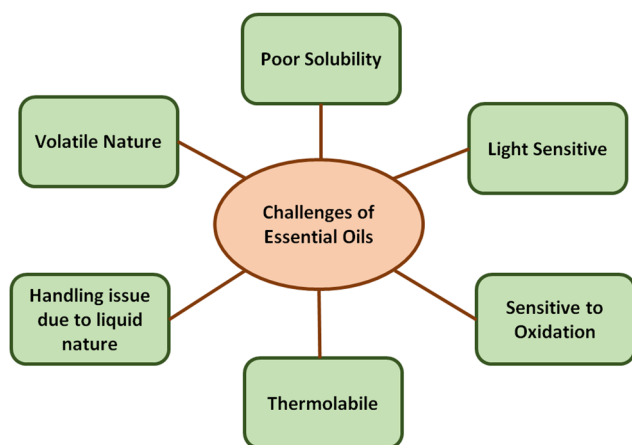 Poor Solubility
Volatile Nature
Light Sensitive
Challenges of
Essential Oils
Handling issue
due to liquid
nature
Sensitive to
Oxidation
Thermolabile